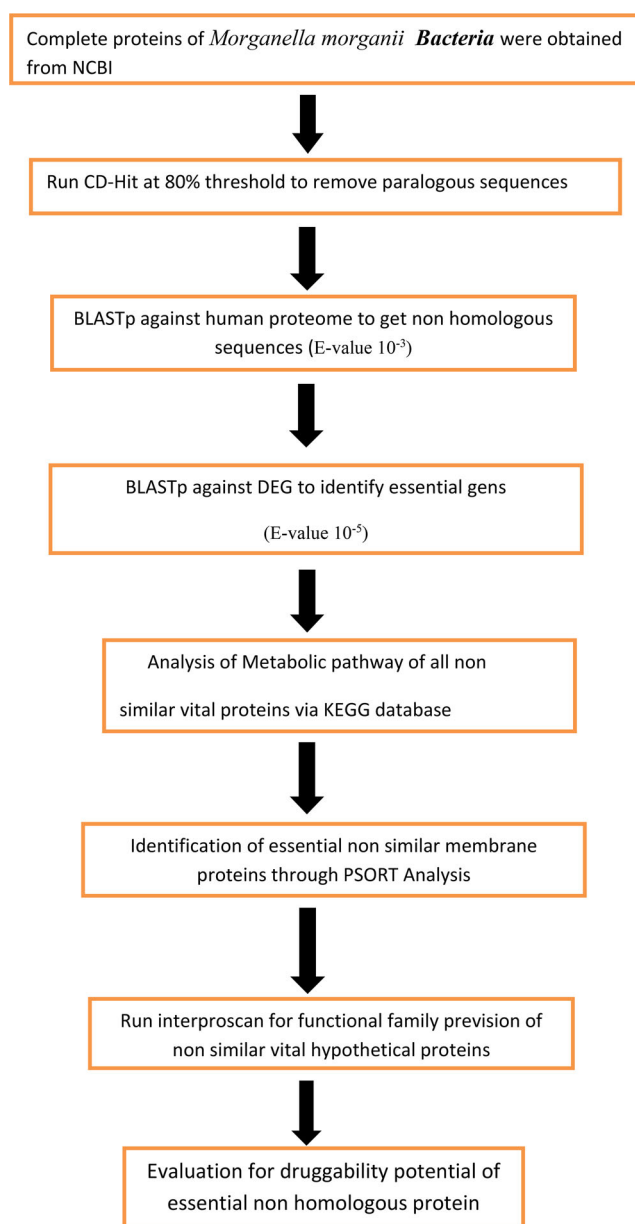 Complete proteins of Morganella morganii Bacteria were obtained
from NCBI
Run CD-Hit at 80% threshold to remove paralogous sequences
BLASTp against human proteome to get non homologous
sequences (E-value 10⁻³)
BLASTp against DEG to identify essential gens
(E-value 10⁻⁵)
Analysis of Metabolic pathway of all non
similar vital proteins via KEGG database
Identification of essential non similar membrane
proteins through PSORT Analysis
Run interproscan for functional family prevision of
non similar vital hypothetical proteins
Evaluation for druggability potential of
essential non homologous protein